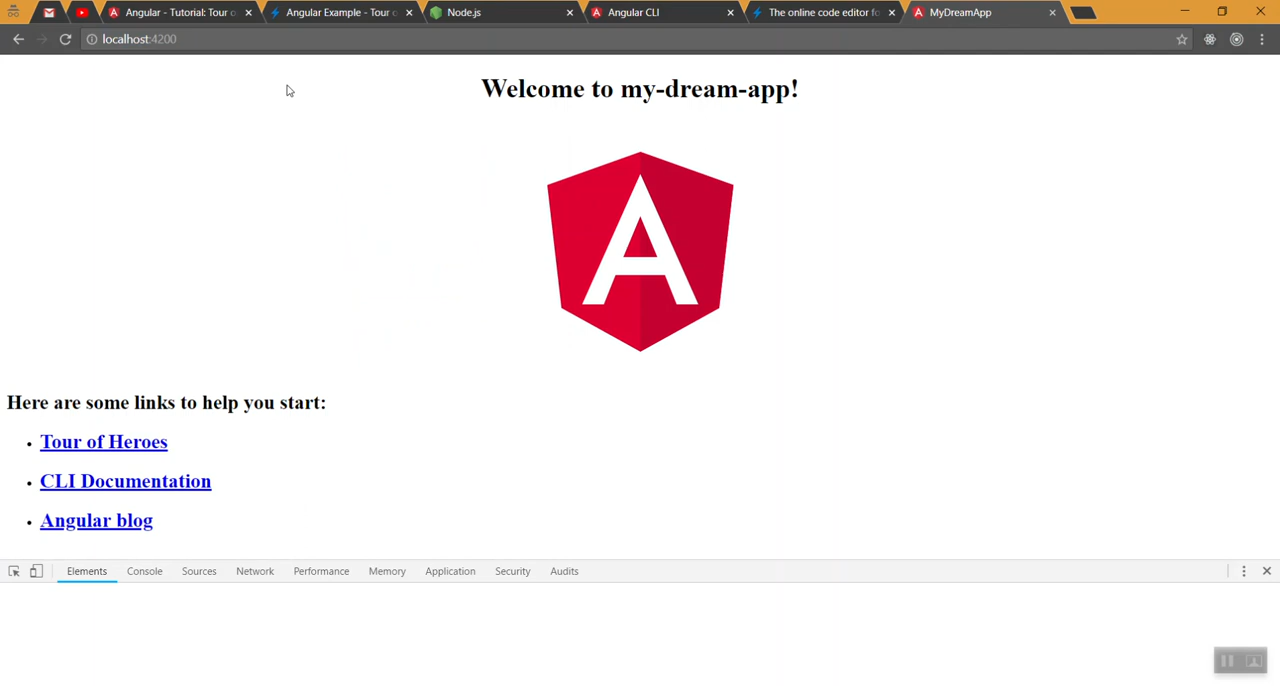 Angular - Tutorial: Tour o
Angular Example - Tour o
Node.js
Angular CLI
The online code editor fo
MyDreamApp
localhost:4200
Welcome to my-dream-app!
A
Here are some links to help you start:
• Tour of Heroes
• CLI Documentation
• Angular blog
Elements Console Sources Network Performance Memory Application Security Audits